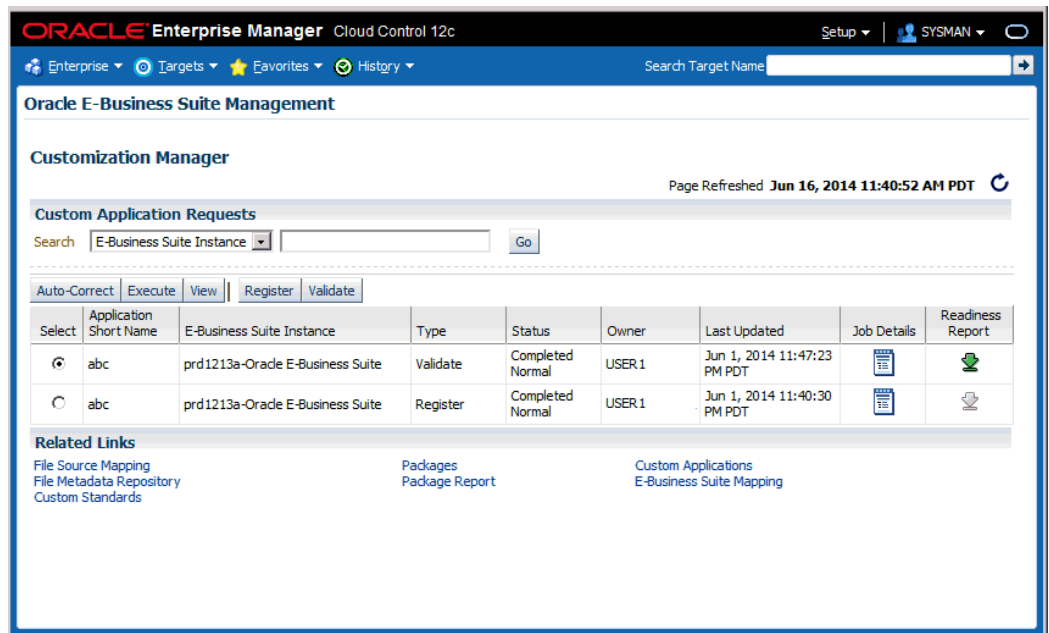 ORACLE Enterprise Manager Cloud Control 12c Setup SYSMAN
Enterprise Targets Favorites History Search Target Name
Oracle E-Business Suite Management
Customization Manager
Page Refreshed Jun 16, 2014 11:40:52 AM PDT
Custom Application Requests
Search E-Business Suite Instance Go
Auto-Correct Execute View Register Validate
Select Application Short Name E-Business Suite Instance Type Status Owner Last Updated Job Details Readiness Report
abc prd1213a-Oracle E-Business Suite Validate Completed Normal USER1 Jun 1, 2014 11:47:23 PM PDT
abc prd1213a-Oracle E-Business Suite Register Completed Normal USER1 Jun 1, 2014 11:40:30 PM PDT
Related Links
File Source Mapping Packages Custom Applications
File Metadata Repository Package Report E-Business Suite Mapping
Custom Standards